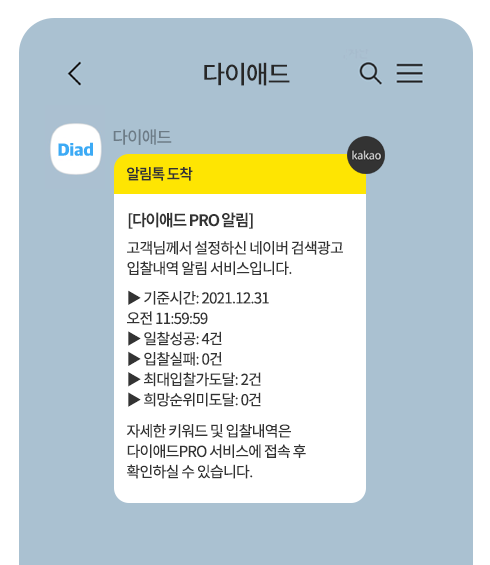 다이애드
Diad
다이애드
kakao
알림톡 도착
[다이애드 PRO 알림]
고객님께서 설정하신 네이버 검색광고
입찰내역 알림 서비스입니다.
▶ 기준시간: 2021.12.31
오전 11:59:59
▶ 일찰성공: 4건
▶ 입찰실패: 0건
▶ 최대입찰가도달: 2건
▶ 희망순위미도달: 0건
자세한 키워드 및 입찰내역은
다이애드PRO 서비스에 접속 후
확인하실 수 있습니다.